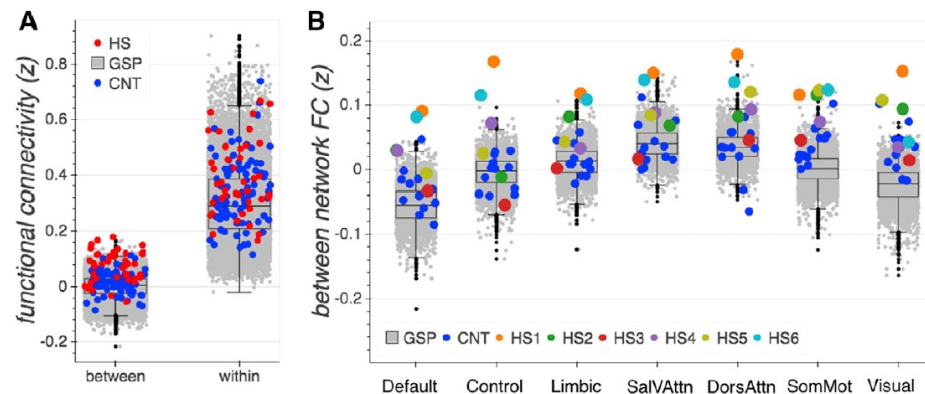 A
functional connectivity (z)
0.8
0.6
0.4
0.2
0
-0.2
HS
GSP
CNT
between
within
B
between network FC (z)
0.2
0.1
0
-0.1
-0.2
GSP CNT HS1 HS2 HS3 HS4 HS5 HS6
Default Control Limbic SalVAttn DorsAttn SomMot Visual